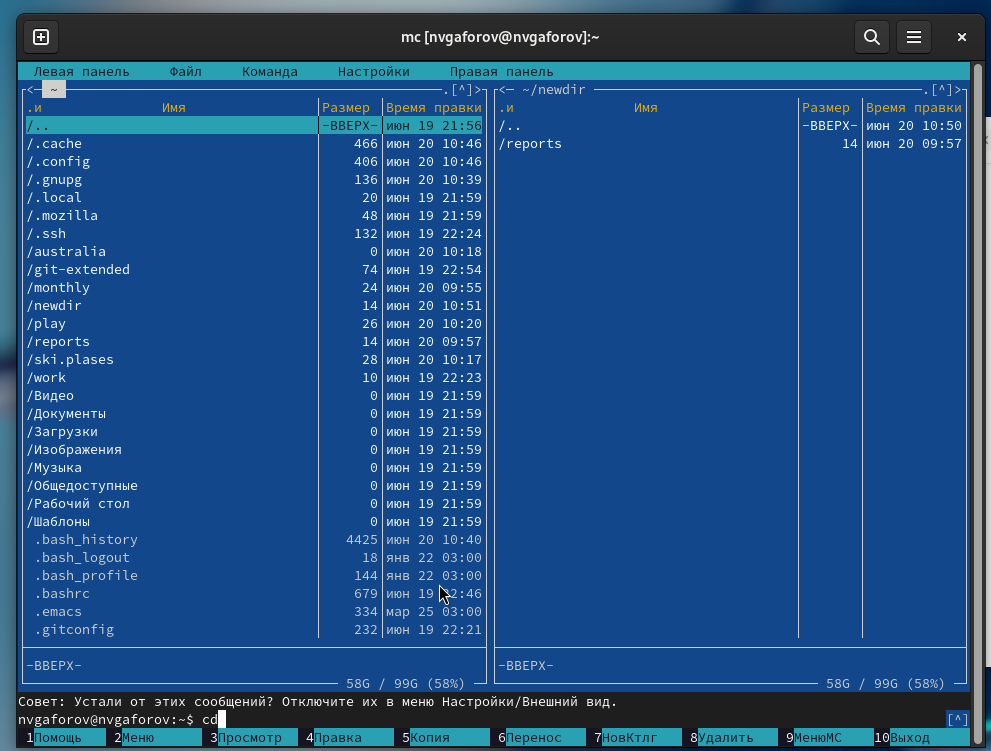 mc [nvgaforov@nvgaforov]:~
Левая панель Файл Команда Настройки Правая панель
<— ~ .[^]> <— ~/newdir .[^]>
.и Имя Размер Время правки .и Имя Размер Время правки
/.. -ВВЕРХ- июн 19 21:56 /.. -ВВЕРХ- июн 20 10:50
/.cache 466 июн 20 10:46 /reports 14 июн 20 09:57
/.config 406 июн 20 10:46
/.gnupg 136 июн 20 10:39
/.local 20 июн 19 21:59
/.mozilla 48 июн 19 21:59
/.ssh 132 июн 19 22:24
/australia 0 июн 20 10:18
/git-extended 74 июн 19 22:54
/monthly 24 июн 20 09:55
/newdir 14 июн 20 10:51
/play 26 июн 20 10:20
/reports 14 июн 20 09:57
/ski.plases 28 июн 20 10:17
/work 10 июн 19 22:23
/Видео 0 июн 19 21:59
/Документы 0 июн 19 21:59
/Загрузки 0 июн 19 21:59
/Изображения 0 июн 19 21:59
/Музыка 0 июн 19 21:59
/Общедоступные 0 июн 19 21:59
/Рабочий стол 0 июн 19 21:59
/Шаблоны 0 июн 19 21:59
.bash_history 4425 июн 20 10:40
.bash_logout 18 янв 22 03:00
.bash_profile 144 янв 22 03:00
.bashrc 679 июн 19
.emacs 334 мар 25 03:00
.gitconfig 232 июн 19 22:21
-ВВЕРХ- -ВВЕРХ-
58G / 99G (58%) 58G / 99G (58%)
Совет: Устали от этих сообщений? Отключите их в меню Настройки/Внешний вид.
nvgaforov@nvgaforov:~$ cd [^]
1Помощь 2Меню 3Просмотр 4Правка 5Копия 6Перенос 7НовКтлг 8Удалить 9МенюМС 10Выход